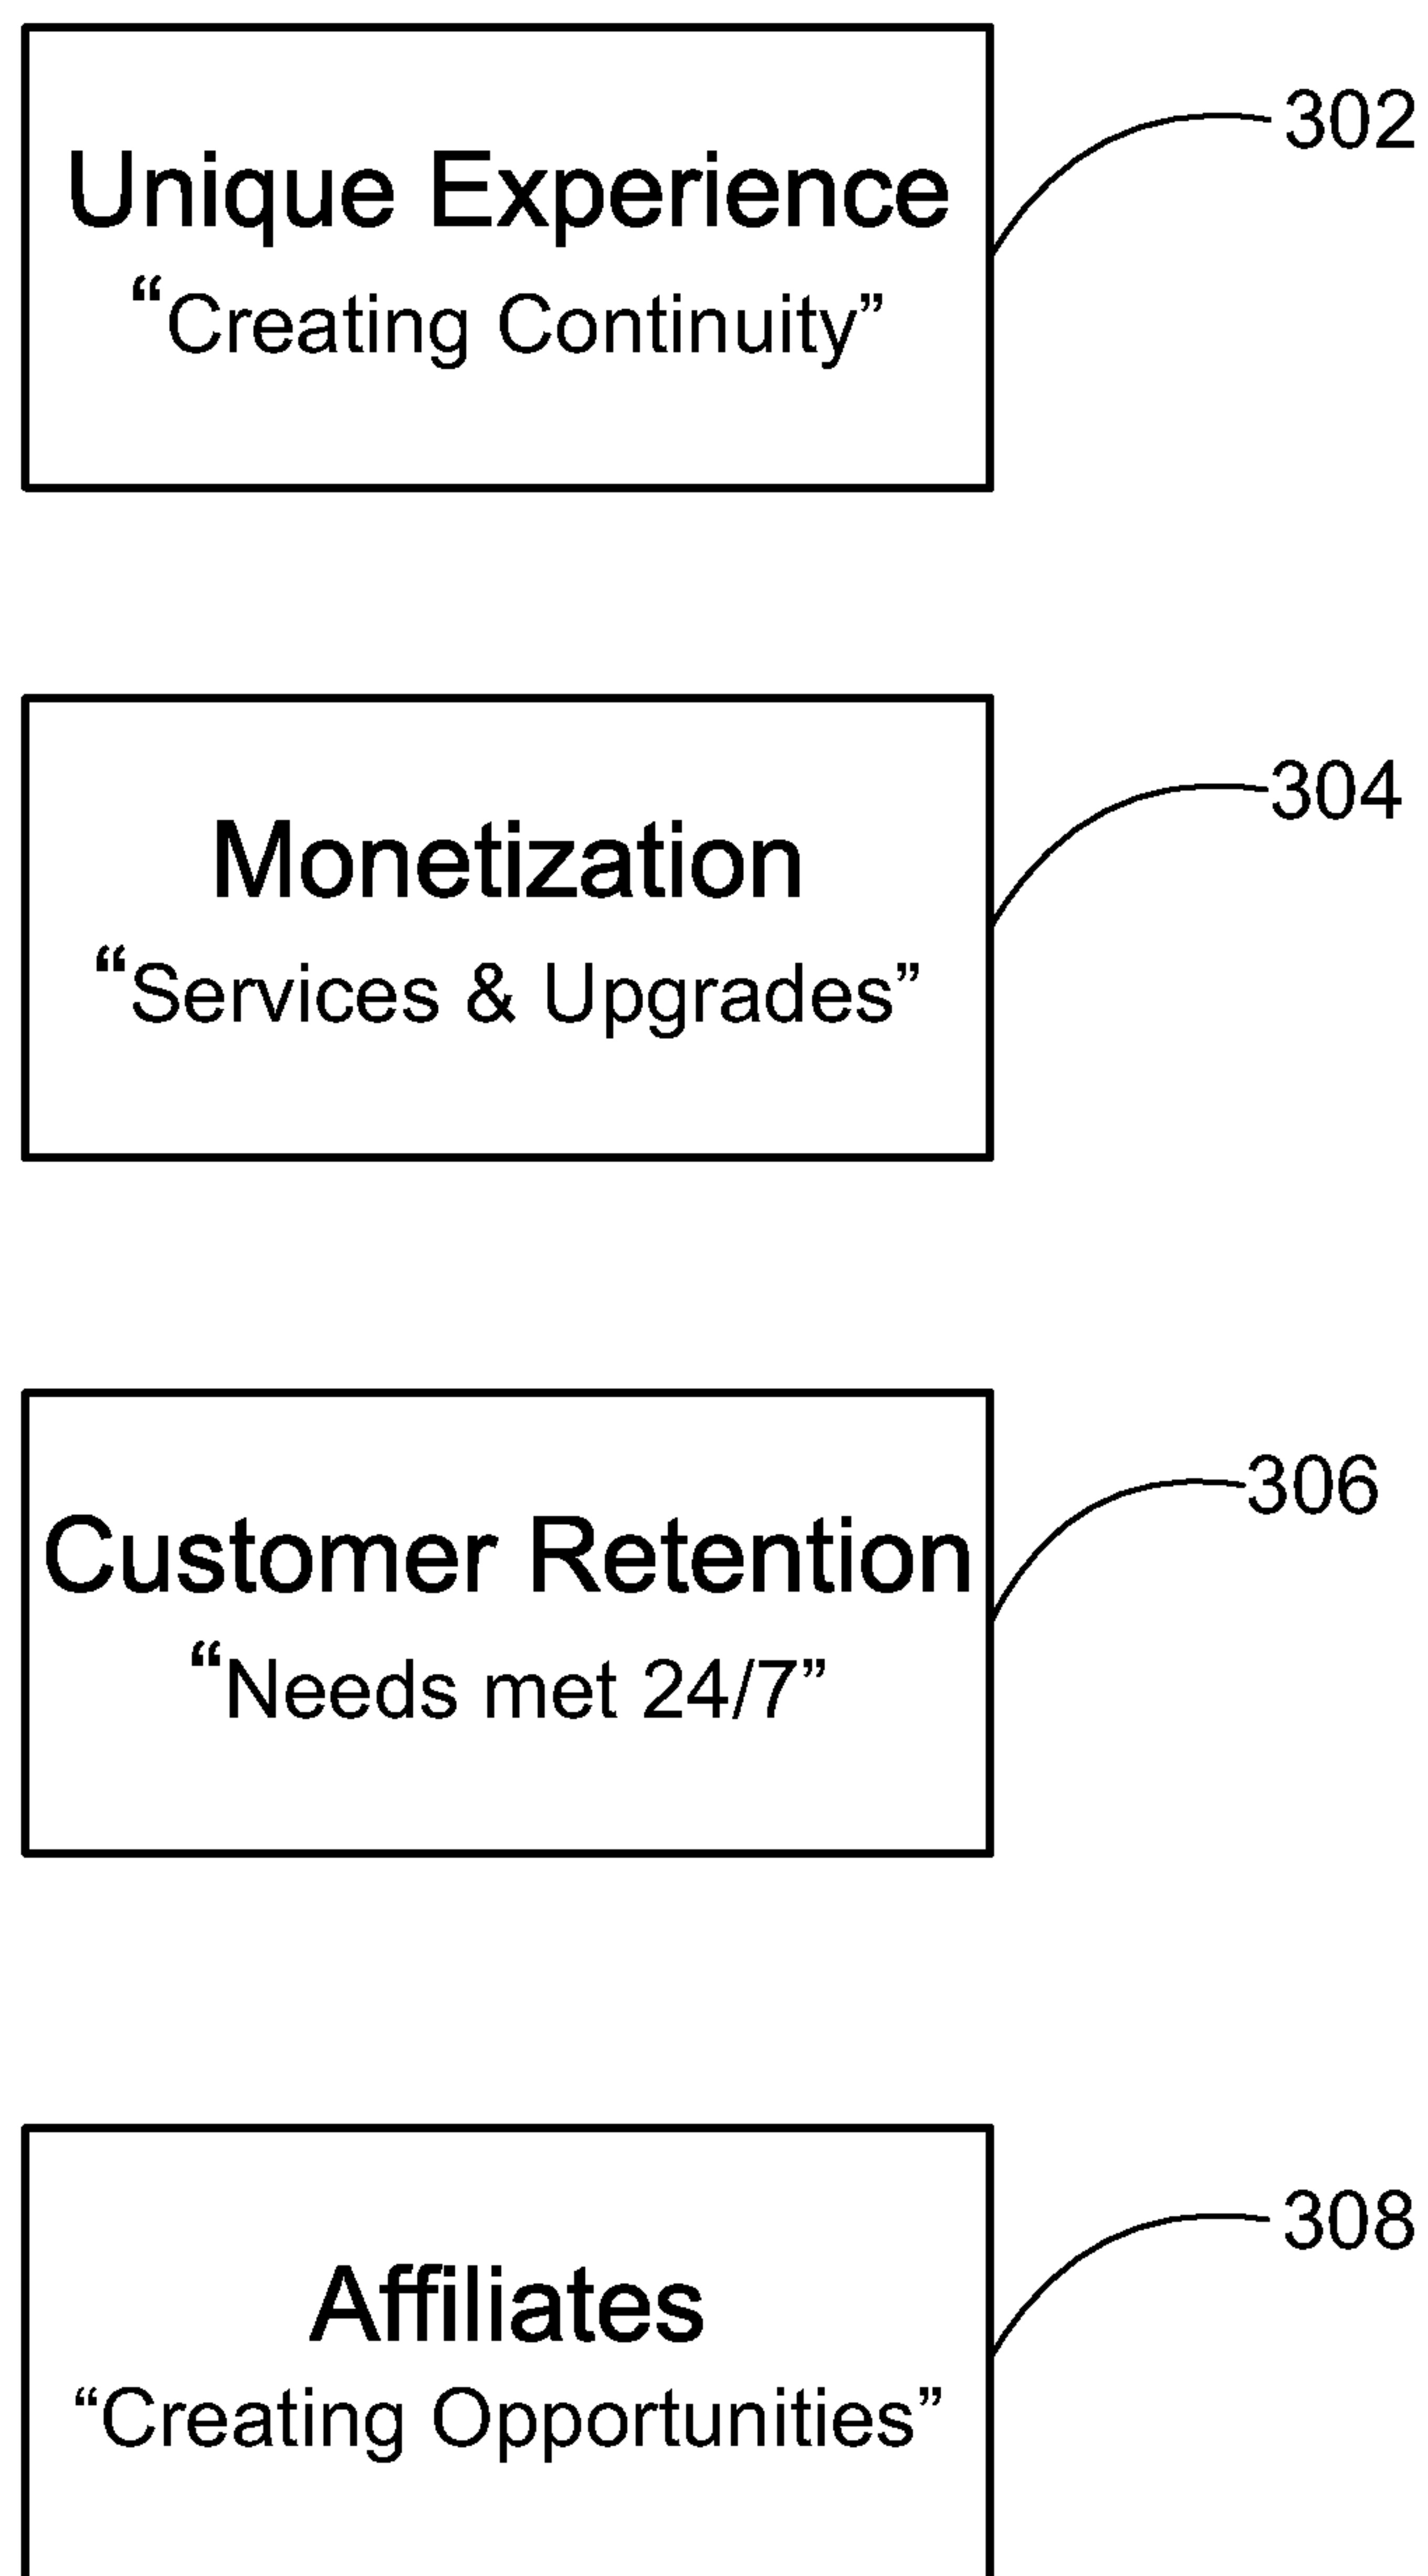 Unique Experience
“Creating Continuity”
302
Monetization
“Services & Upgrades”
304
Customer Retention
“Needs met 24/7”
306
Affiliates
“Creating Opportunities”
308